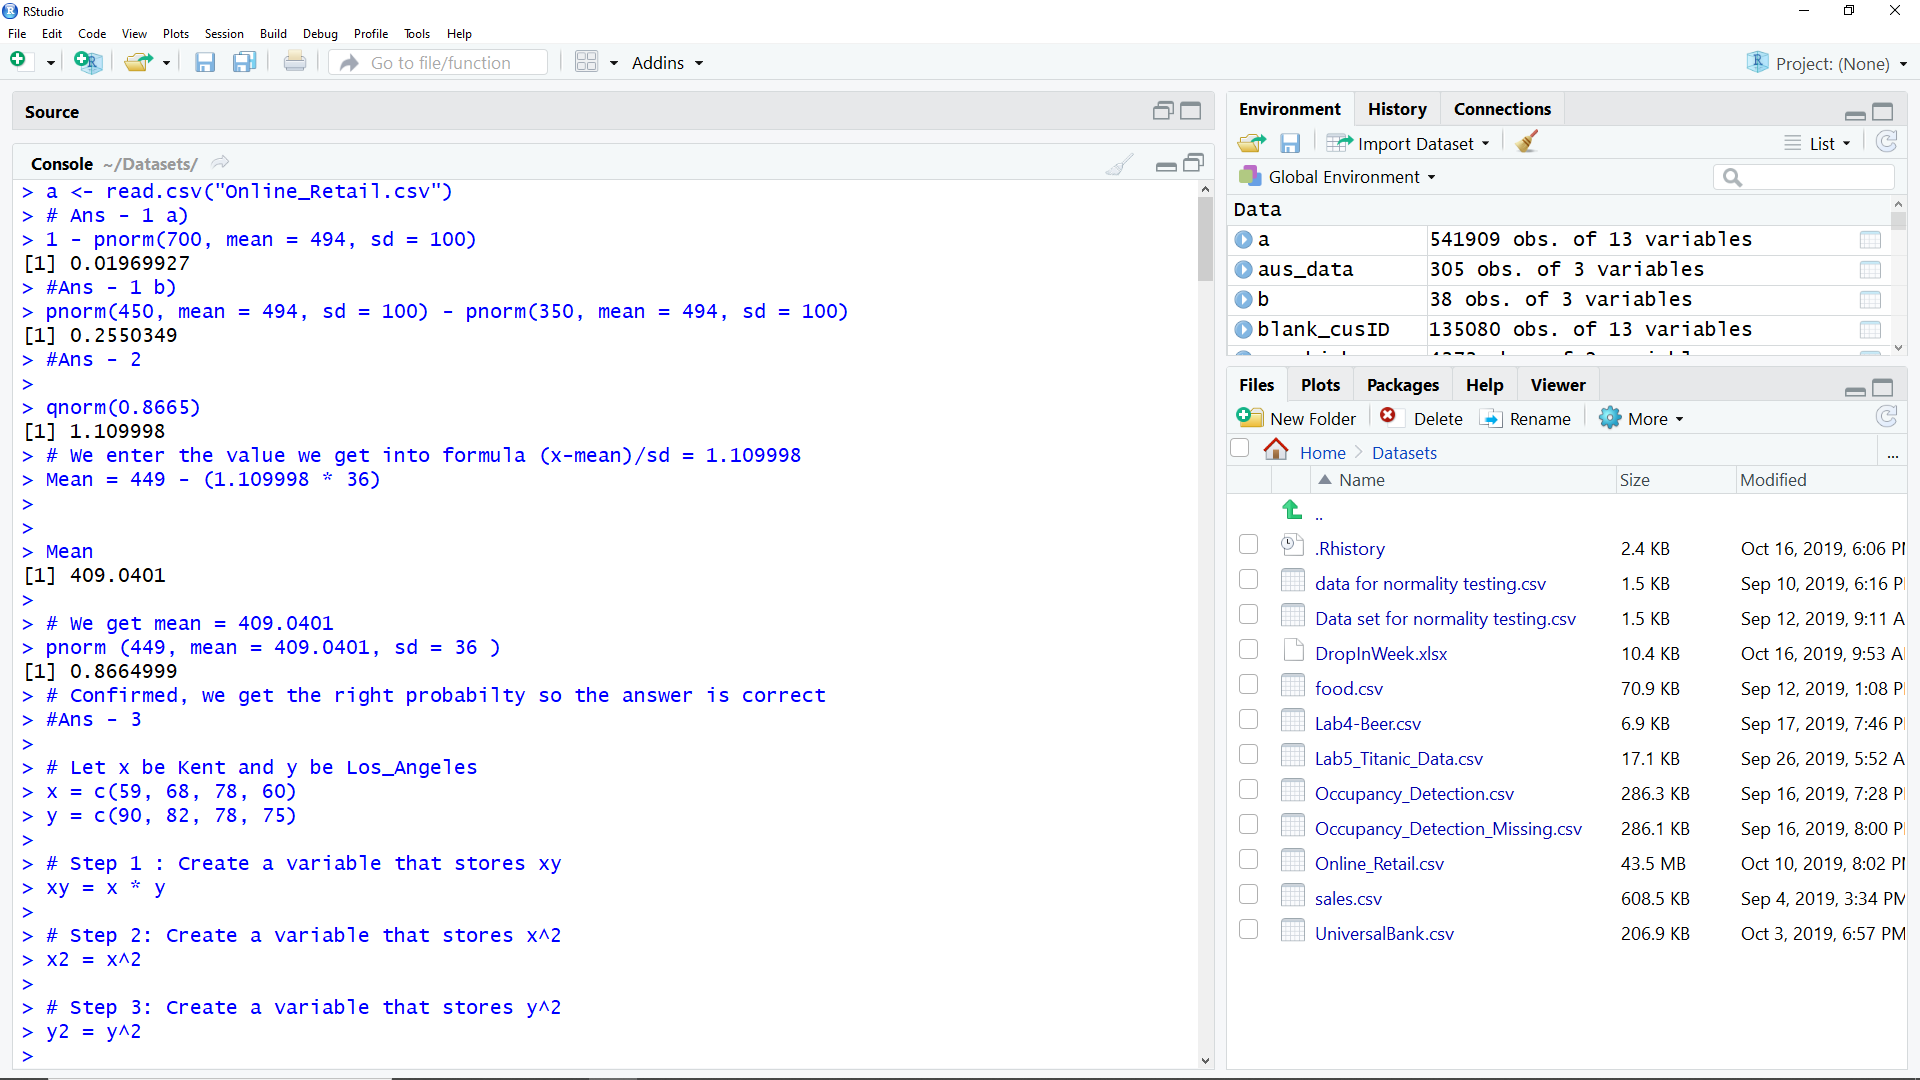 RStudio
File Edit Code View Plots Session Build Debug Profile Tools Help
Go to file/function Addins Project: (None)
Source
Console ~/Datasets/
> a <- read.csv("Online_Retail.csv")
> # Ans - 1 a)
> 1 - pnorm(700, mean = 494, sd = 100)
[1] 0.01969927
> #Ans - 1 b)
> pnorm(450, mean = 494, sd = 100) - pnorm(350, mean = 494, sd = 100)
[1] 0.2550349
> #Ans - 2
>
> qnorm(0.8665)
[1] 1.109998
> # We enter the value we get into formula (x-mean)/sd = 1.109998
> Mean = 449 - (1.109998 * 36)
>
>
> Mean
[1] 409.0401
>
> # We get mean = 409.0401
> pnorm (449, mean = 409.0401, sd = 36 )
[1] 0.8664999
> # Confirmed, we get the right probabilty so the answer is correct
> #Ans - 3
>
> # Let x be Kent and y be Los_Angeles
> x = c(59, 68, 78, 60)
> y = c(90, 82, 78, 75)
>
> # Step 1 : Create a variable that stores xy
> xy = x * y
>
> # Step 2: Create a variable that stores x^2
> x2 = x^2
>
> # Step 3: Create a variable that stores y^2
> y2 = y^2
>
Environment History Connections
Import Dataset List
Global Environment
Data
a 541909 obs. of 13 variables
aus_data 305 obs. of 3 variables
b 38 obs. of 3 variables
blank_cusID 135080 obs. of 13 variables
Files Plots Packages Help Viewer
New Folder Delete Rename More
Home Datasets ...
Name Size Modified
..
.Rhistory 2.4 KB Oct 16, 2019, 6:06 P
data for normality testing.csv 1.5 KB Sep 10, 2019, 6:16 P
Data set for normality testing.csv 1.5 KB Sep 12, 2019, 9:11 A
DropInWeek.xlsx 10.4 KB Oct 16, 2019, 9:53 A
food.csv 70.9 KB Sep 12, 2019, 1:08 P
Lab4-Beer.csv 6.9 KB Sep 17, 2019, 7:46 P
Lab5_Titanic_Data.csv 17.1 KB Sep 26, 2019, 5:52 A
Occupancy_Detection.csv 286.3 KB Sep 16, 2019, 7:28 P
Occupancy_Detection_Missing.csv 286.1 KB Sep 16, 2019, 8:00 P
Online_Retail.csv 43.5 MB Oct 10, 2019, 8:02 P
sales.csv 608.5 KB Sep 4, 2019, 3:34 PM
UniversalBank.csv 206.9 KB Oct 3, 2019, 6:57 PM